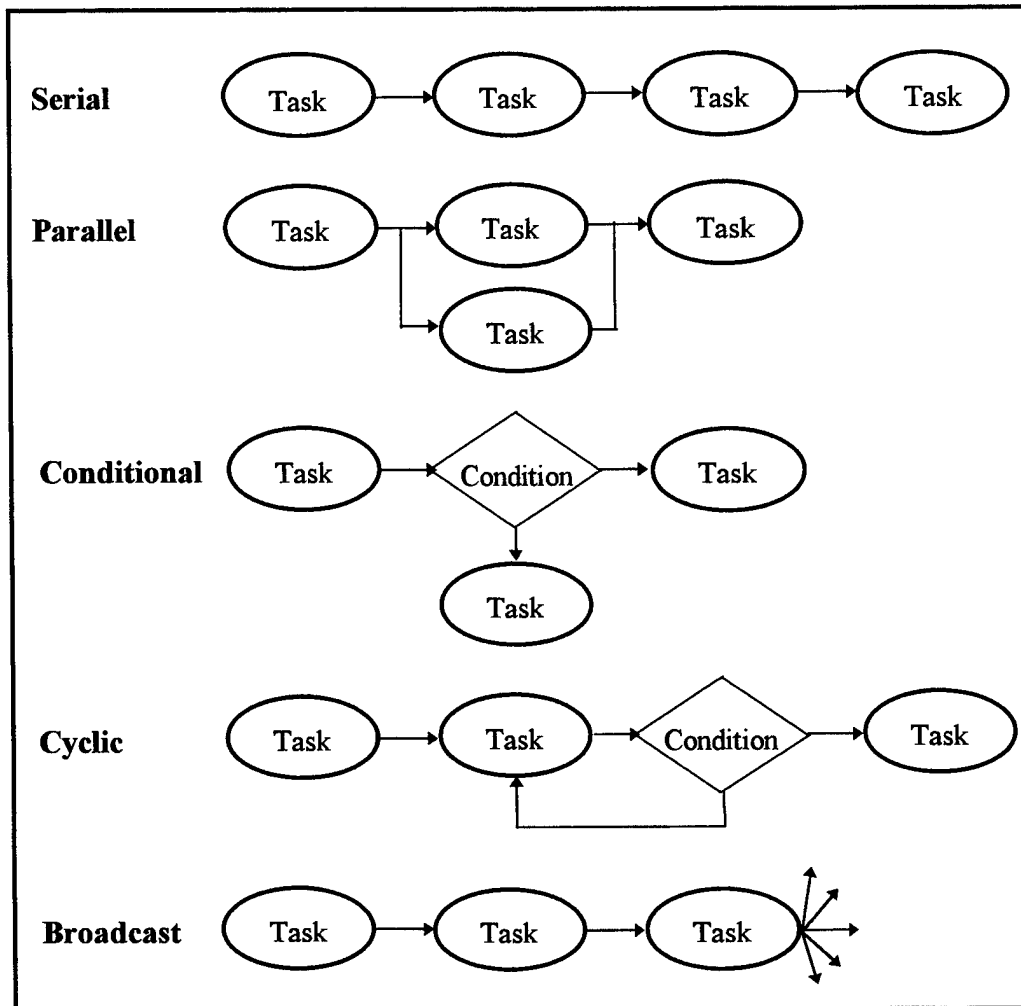 Serial Task Task Task Task
Parallel Task Task Task
Task
Conditional Task Condition Task
Task
Cyclic Task Task Condition Task
Broadcast Task Task Task